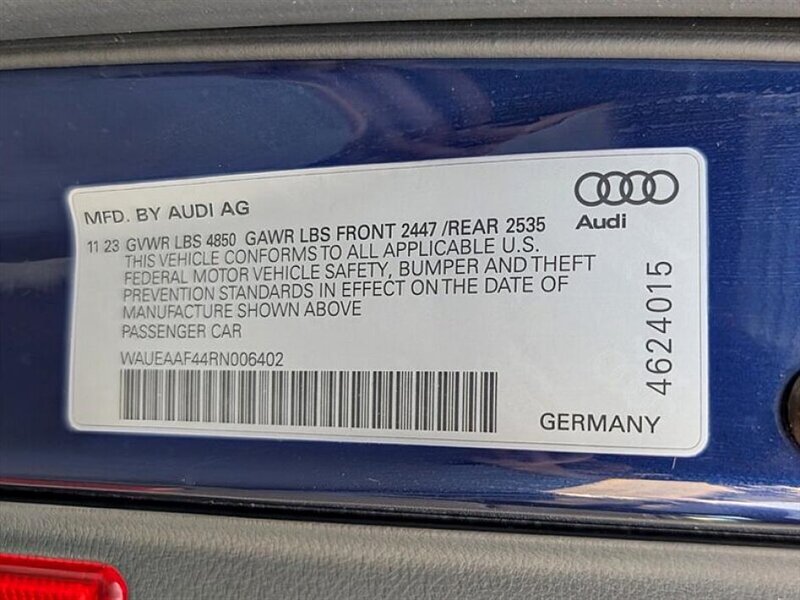 MFD. BY AUDI AG
Audi
11 23 GVWR LBS 4850 GAWR LBS FRONT 2447 /REAR 2535
THIS VEHICLE CONFORMS TO ALL APPLICABLE U.S.
FEDERAL MOTOR VEHICLE SAFETY, BUMPER AND THEFT
PREVENTION STANDARDS IN EFFECT ON THE DATE OF
MANUFACTURE SHOWN ABOVE
PASSENGER CAR
WAUEAAF44RN006402
GERMANY
4624015